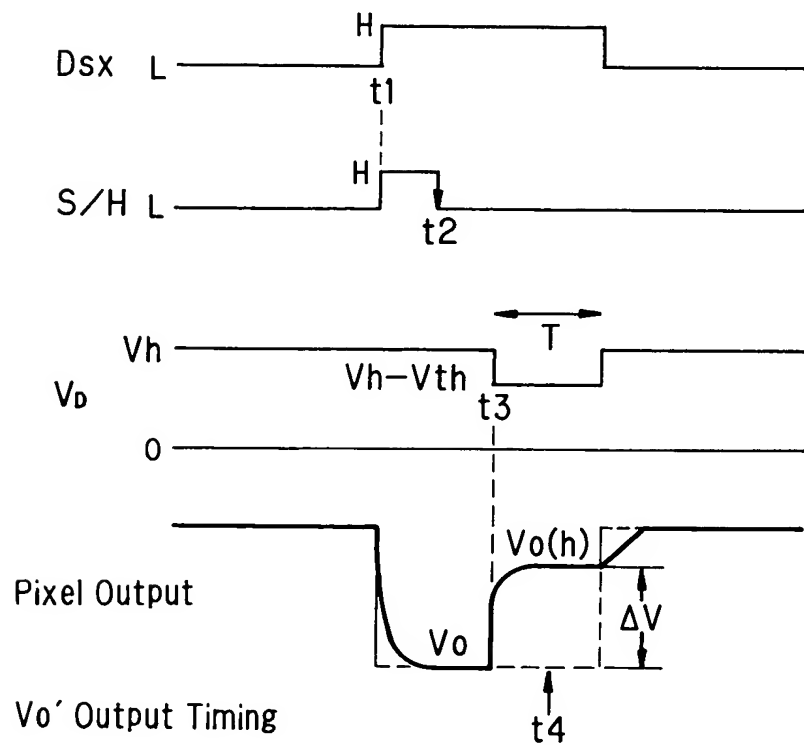 H
Dsx L
t1
H
S/H L
t2
Vh
T
Vh-Vth
VD
t3
0
Vo(h)
Pixel Output
ΔV
Vo
Vo´ Output Timing
t4